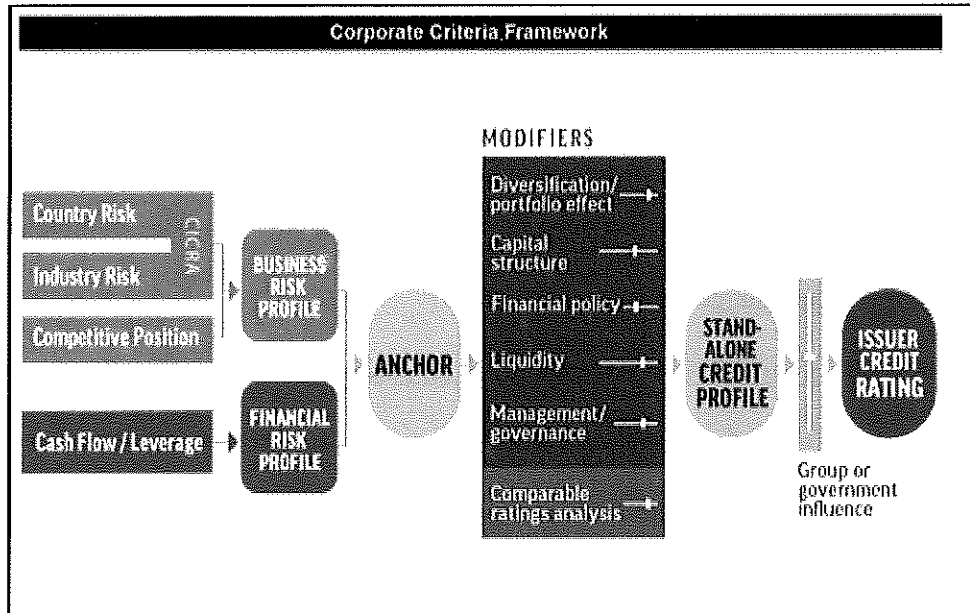 Corporate Criteria Framework
MODIFIERS
Country Risk
CICRA
Industry Risk
Competitive Position
Cash Flow / Leverage
BUSINESS
RISK
PROFILE
FINANCIAL
RISK
PROFILE
ANCHOR
Diversification/
portfolio effect
Capital
structure
Financial policy
Liquidity
Management/
governance
Comparable
ratings analysis
STAND-
ALONE
CREDIT
PROFILE
Group or
government
influence
ISSUER
CREDIT
RATING